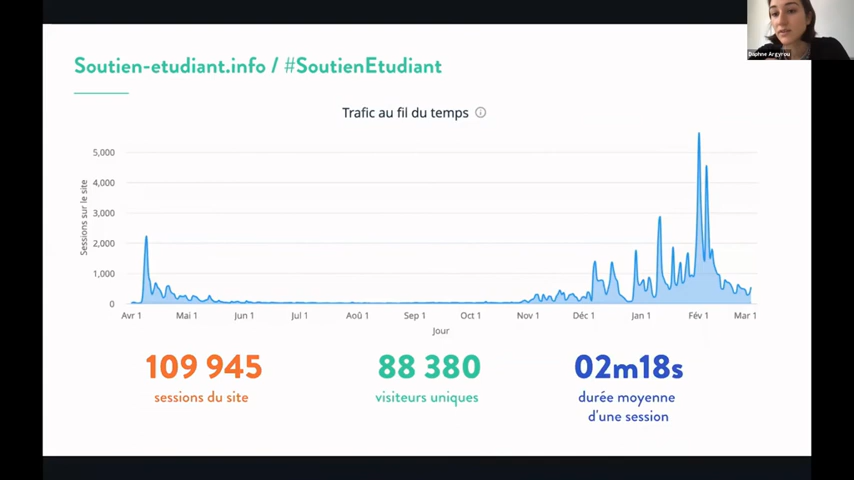 Soutien-etudiant.info / #SoutienEtudiant
Daphne Argyrou
Trafic au fil du temps
Sessions sur le site
5,000
4,000
3,000
2,000
1,000
0
Avr 1
Mai 1
Jun 1
Jul 1
Aoû 1
Sep 1
Oct 1
Nov 1
Déc 1
Jan 1
Fév 1
Mar 1
Jour
109 945
88 380
02m18s
sessions du site
visiteurs uniques
durée moyenne
d'une session